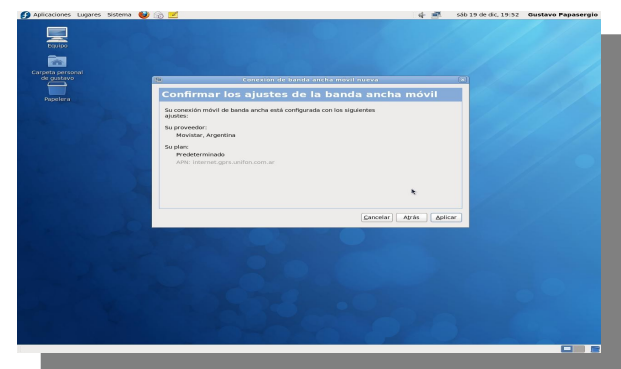 Aplicaciones Lugares Sistema sáb 19 de dic, 19:52 Gustavo Papasergio
Equipo
Carpeta personal
de gustavo
Papelera
Conexión de banda ancha móvil nueva
Confirmar los ajustes de la banda ancha móvil
Su conexión móvil de banda ancha está configurada con los siguientes
ajustes:
Su proveedor:
Movistar, Argentina
Su plan:
Predeterminado
APN: internet.gprs.unifon.com.ar
Cancelar Atrás Aplicar